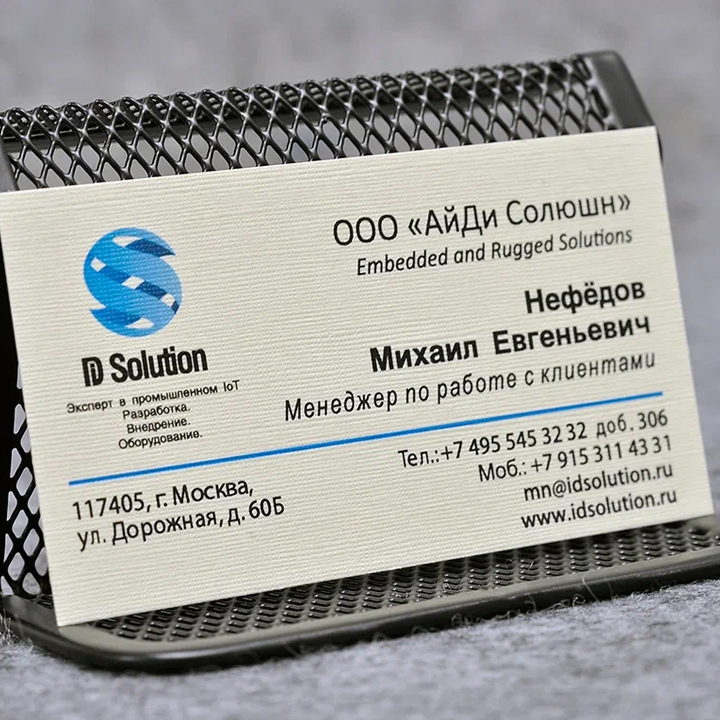 ООО «АйДи Солюшн»
Embedded and Rugged Solutions
ID Solution
Эксперт в промышленном IoT
Разработка.
Внедрение.
Оборудование.
Нефёдов
Михаил Евгеньевич
Менеджер по работе с клиентами
117405, г. Москва,
ул. Дорожная, д. 60Б
Тел.:+7 495 545 32 32 доб. 306
Моб.: +7 915 311 43 31
mn@idsolution.ru
www.idsolution.ru